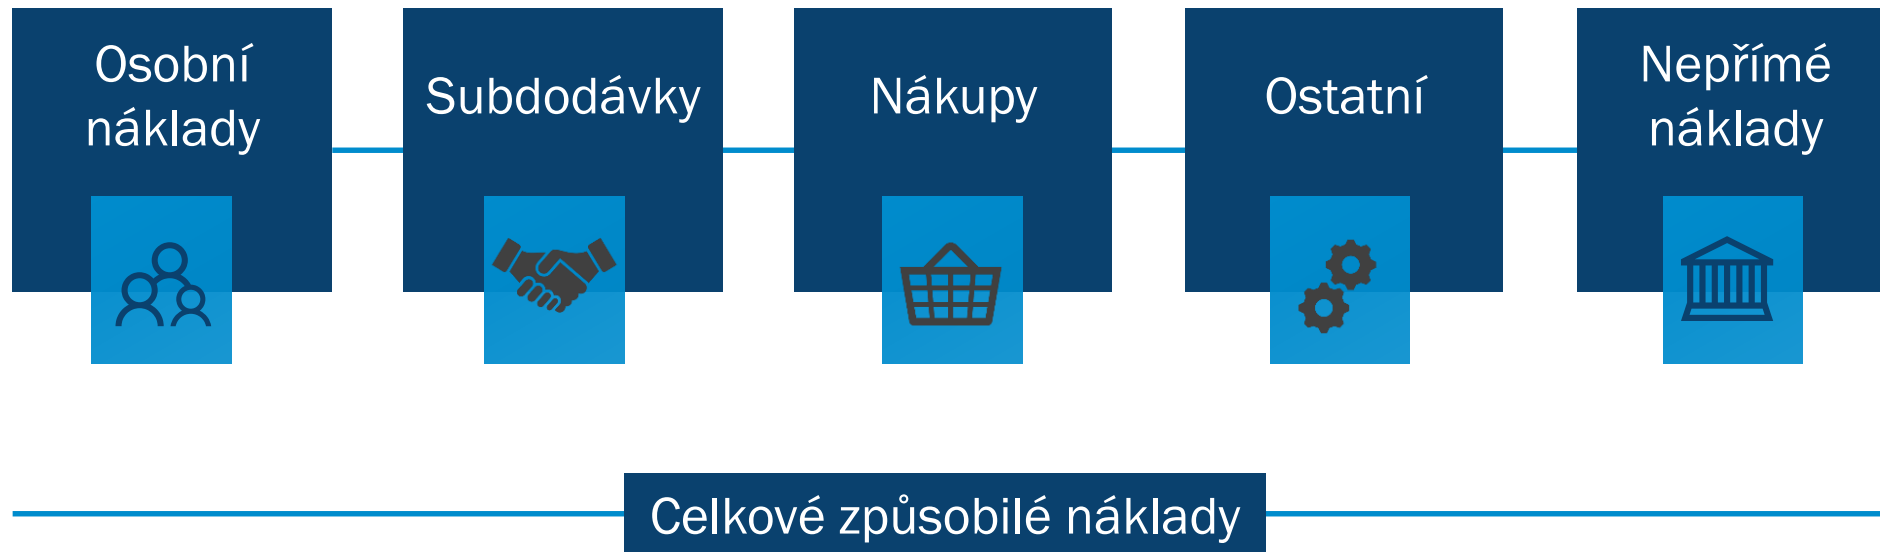 Osobní
náklady
Subdodávky
Nákupy
Ostatní
Nepřímé
náklady
Celkové způsobilé náklady